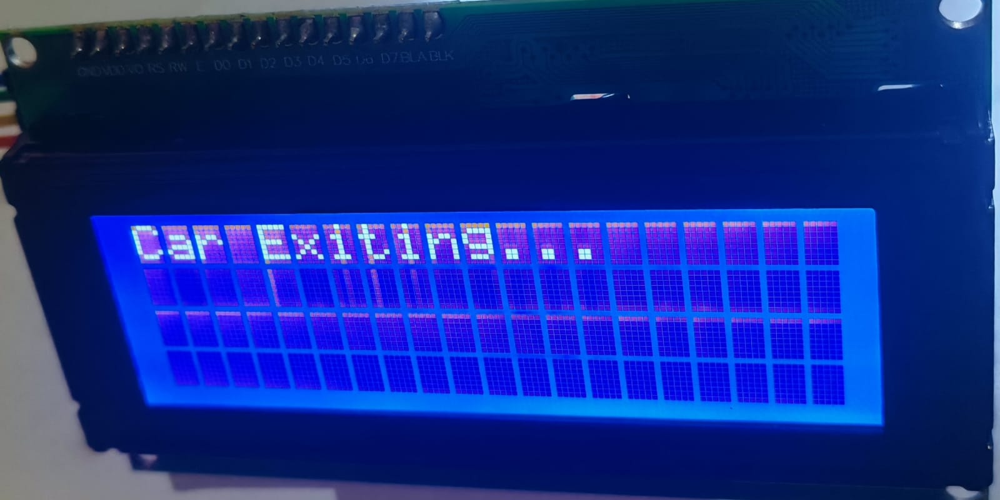 GND VDD VO RS RW E D0 D1 D2 D3 D4 D5 D6 D7 BLA BLK
Car Exiting...